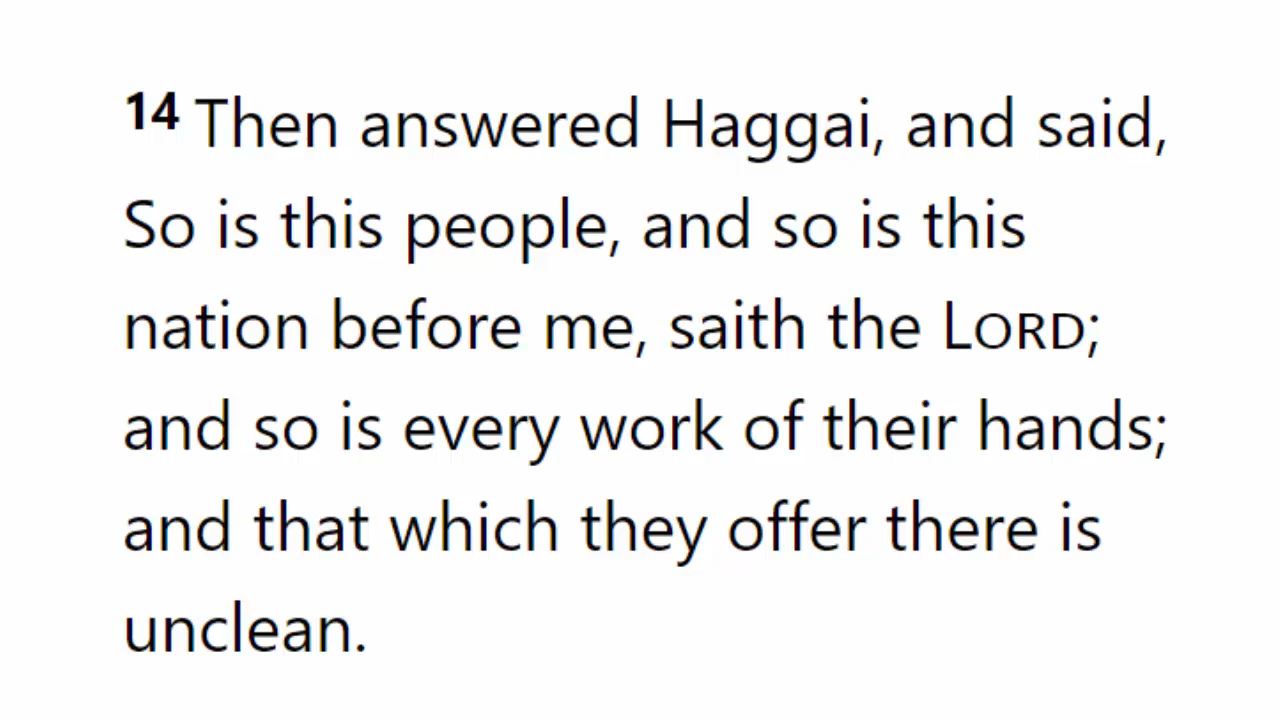 14 Then answered Haggai, and said,
So is this people, and so is this
nation before me, saith the LORD;
and so is every work of their hands;
and that which they offer there is
unclean.